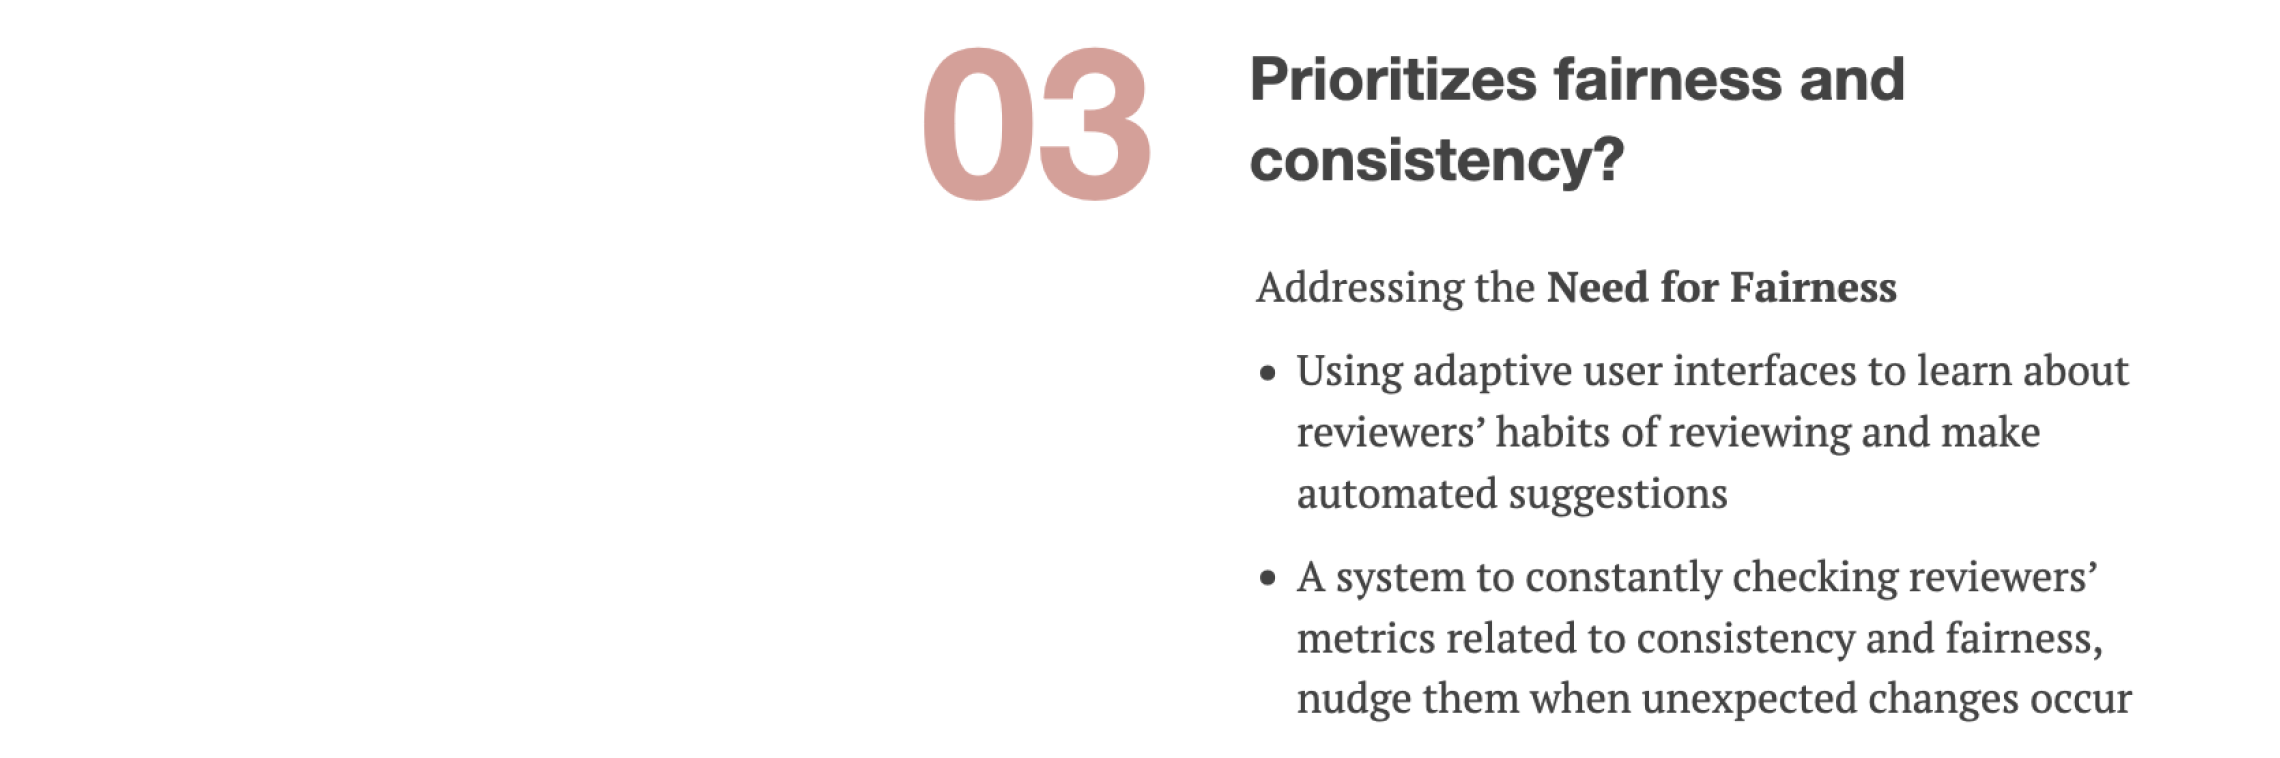 03
Prioritizes fairness and
consistency?
Addressing the Need for Fairness
• Using adaptive user interfaces to learn about
reviewers’ habits of reviewing and make
automated suggestions
• A system to constantly checking reviewers’
metrics related to consistency and fairness,
nudge them when unexpected changes occur